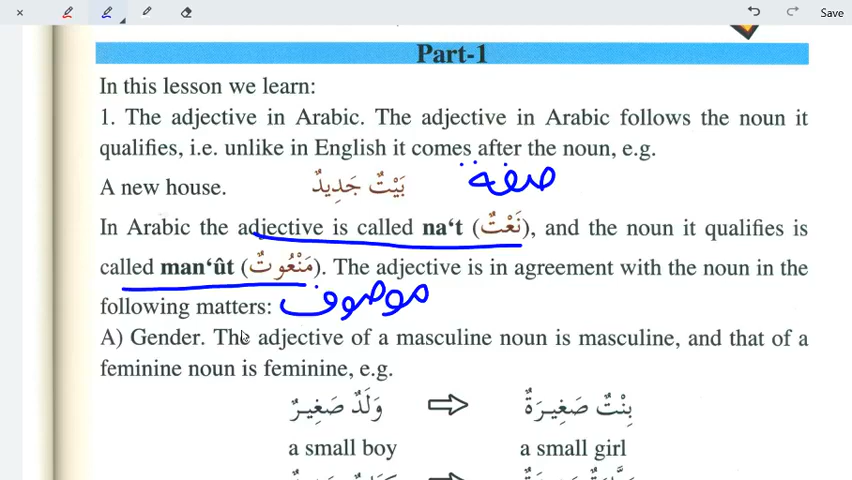 Save
Part-1
In this lesson we learn:
1. The adjective in Arabic. The adjective in Arabic follows the noun it
qualifies, i.e. unlike in English it comes after the noun, e.g.
صفة
A new house. بَيْتٌ جَدِيدٌ
In Arabic the adjective is called na‘t (نَعْتٌ), and the noun it qualifies is
called man‘ût (مَنْعُوتٌ). The adjective is in agreement with the noun in the
following matters: موصوف
A) Gender. The adjective of a masculine noun is masculine, and that of a
feminine noun is feminine, e.g.
وَلَدٌ صَغِيرٌ ⇨ بِنْتٌ صَغِيرَةٌ
a small boy a small girl